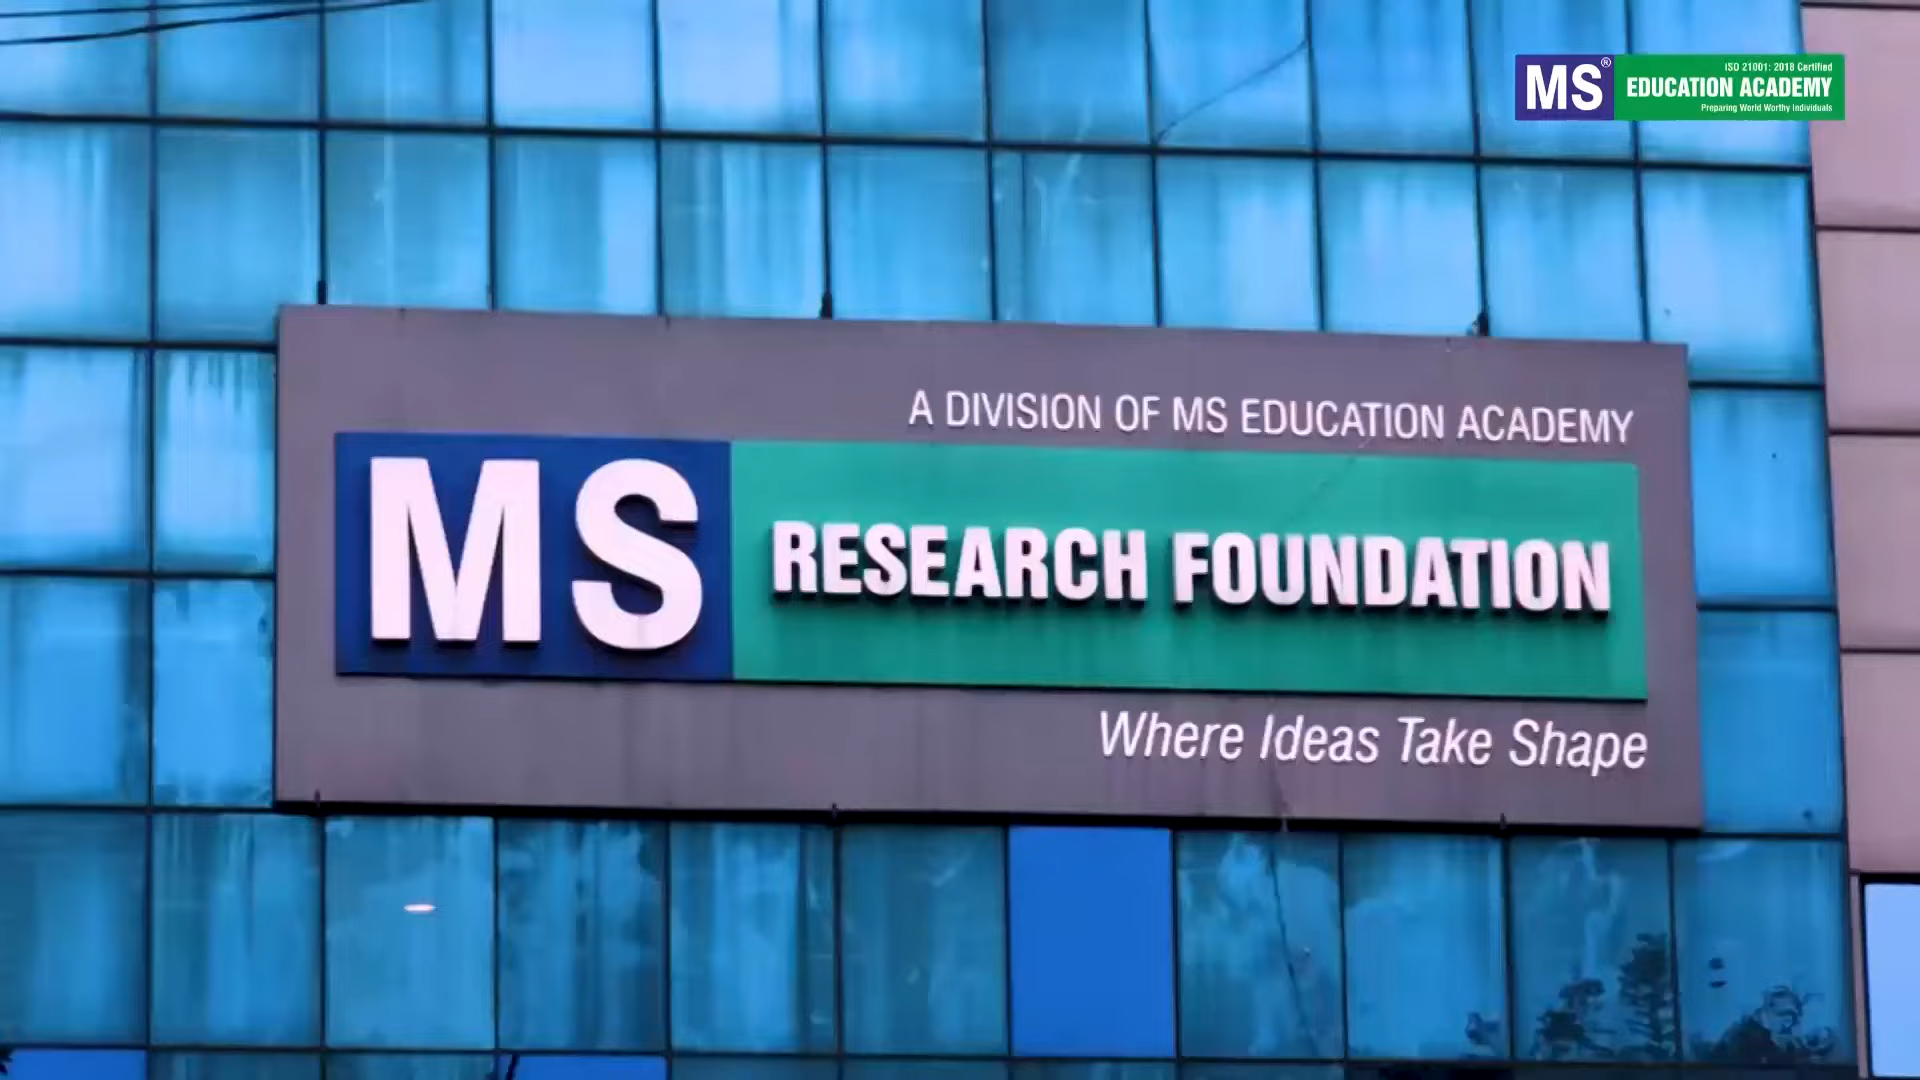 MS®
ISO 21001: 2018 Certified
EDUCATION ACADEMY
Preparing World Worthy Individuals
A DIVISION OF MS EDUCATION ACADEMY
MS RESEARCH FOUNDATION
Where Ideas Take Shape